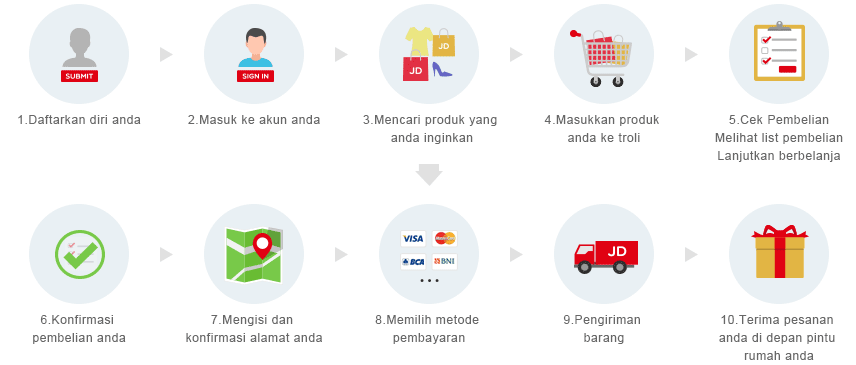 SUBMIT
1.Daftarkan diri anda
SIGN IN
2.Masuk ke akun anda
JD
JD
3.Mencari produk yang
anda inginkan
4.Masukkan produk
anda ke troli
5.Cek Pembelian
Melihat list pembelian
Lanjutkan berbelanja
6.Konfirmasi
pembelian anda
7.Mengisi dan
konfirmasi alamat anda
VISA
MasterCard
BCA
BNI
8.Memilih metode
pembayaran
JD
9.Pengiriman
barang
10.Terima pesanan
anda di depan pintu
rumah anda